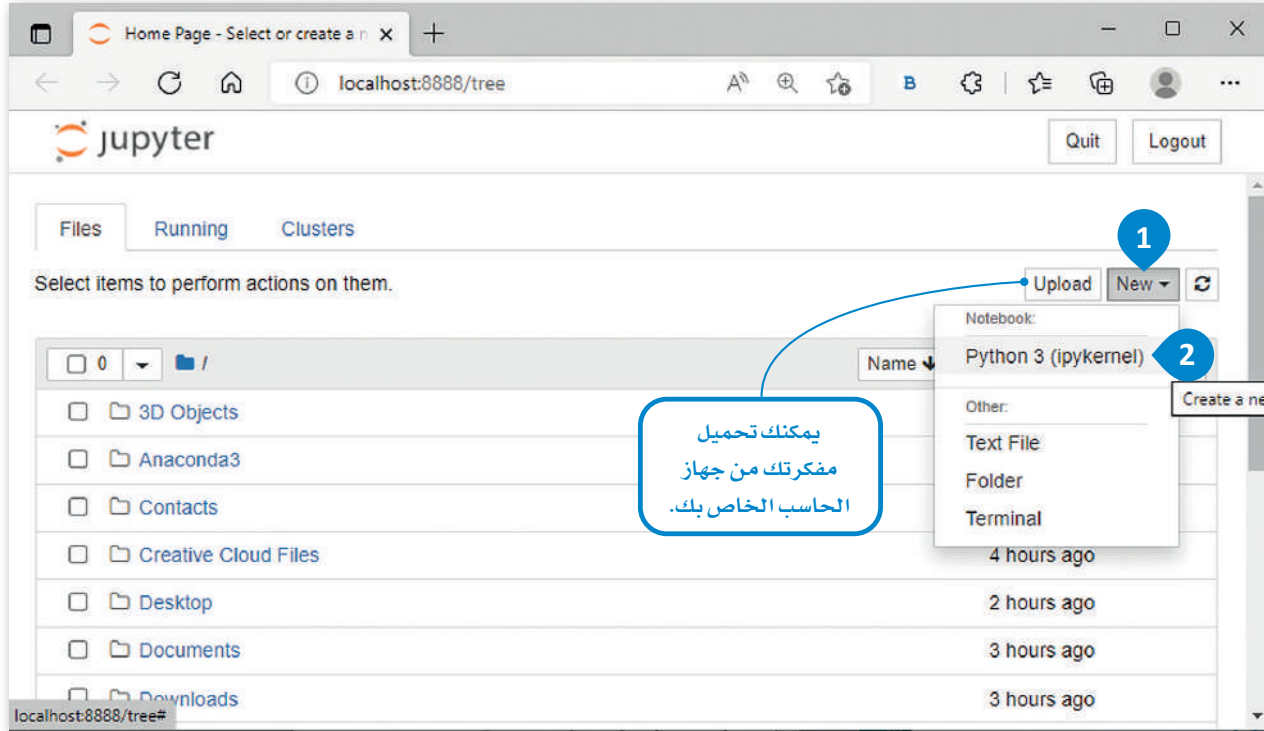 Home Page - Select or create a n
localhost:8888/tree
B
jupyter
Quit Logout
Files Running Clusters
1
Select items to perform actions on them.
Upload New
Notebook:
0 /
Name
Python 3 (ipykernel) 2
Create a ne
3D Objects
Other:
يمكنك تحميل
مفكرتك من جهاز
الحاسب الخاص بك.
Text File
Anaconda3
Folder
Contacts
Terminal
Creative Cloud Files 4 hours ago
Desktop 2 hours ago
Documents 3 hours ago
Downloads 3 hours ago
localhost:8888/tree#